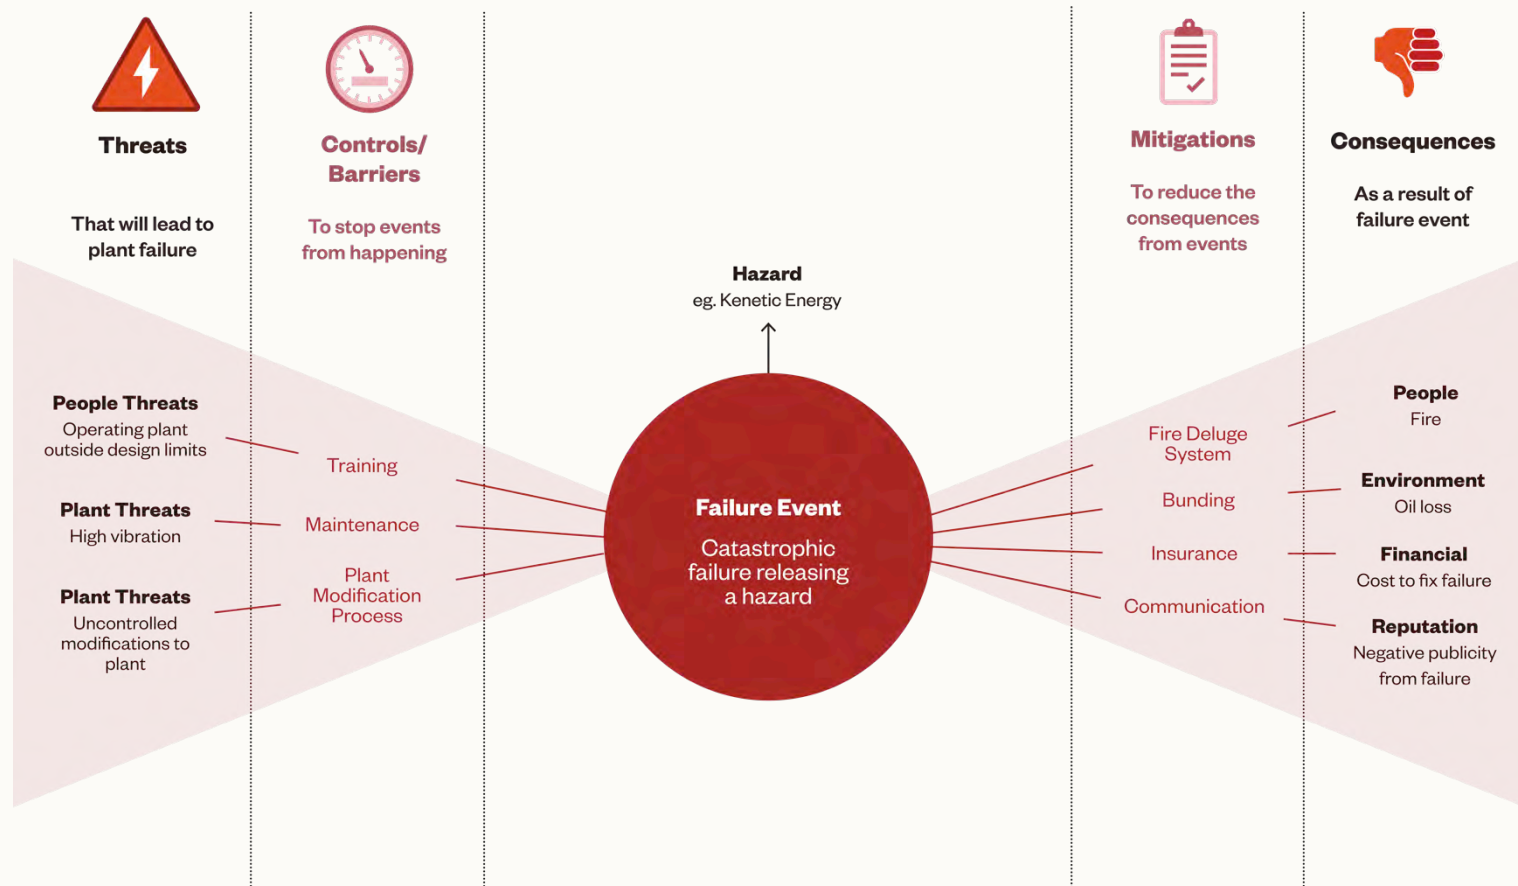 Threats
That will lead to
plant failure
Controls/
Barriers
To stop events
from happening
Mitigations
To reduce the
consequences
from events
Consequences
As a result of
failure event
Hazard
eg. Kenetic Energy
People Threats
Operating plant
outside design limits
Plant Threats
High vibration
Plant Threats
Uncontrolled
modifications to
plant
Training
Maintenance
Plant
Modification
Process
Failure Event
Catastrophic
failure releasing
a hazard
Fire Deluge
System
Bunding
Insurance
Communication
People
Fire
Environment
Oil loss
Financial
Cost to fix failure
Reputation
Negative publicity
from failure